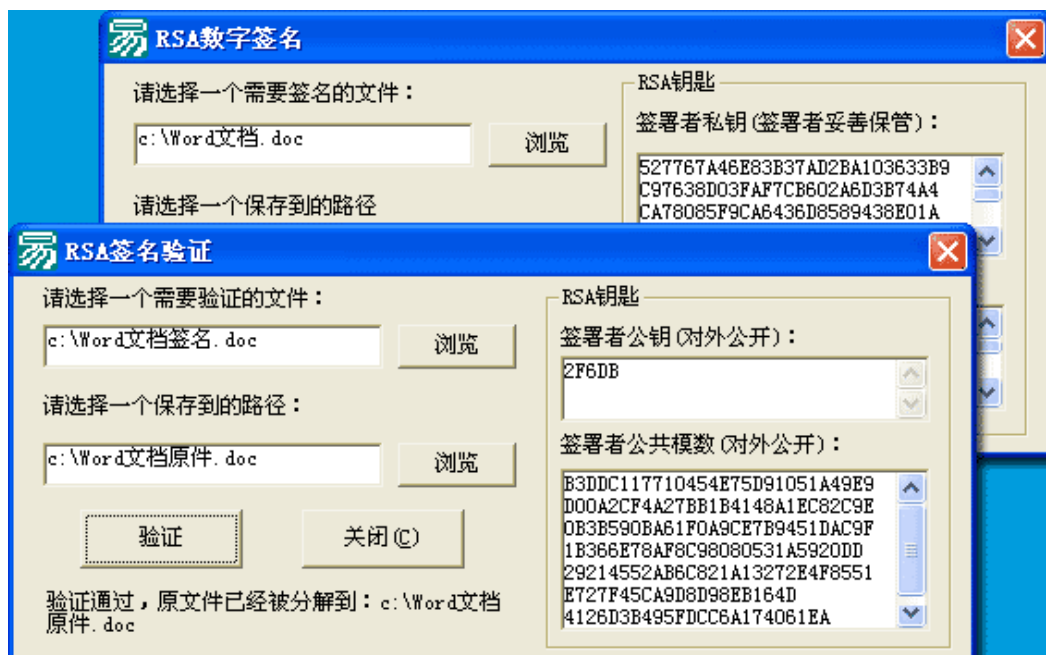 RSA数字签名
请选择一个需要签名的文件：
c:\Word文档.doc
浏览
请选择一个保存到的路径
RSA钥匙
签署者私钥(签署者妥善保管)：
527767A46E83B37AD2BA103633B9
C97638D03FAF7CB602A6D3B74A4
CA78085F9CA6436D8589438E01A
RSA签名验证
请选择一个需要验证的文件：
c:\Word文档签名.doc
浏览
请选择一个保存到的路径：
c:\Word文档原件.doc
浏览
验证
关闭(C)
验证通过，原文件已经被分解到：c:\Word文档
原件.doc
RSA钥匙
签署者公钥(对外公开)：
2F6DB
签署者公共模数(对外公开)：
B3DDC117710454E75D91051A49E9
D00A2CF4A27BB1B4148A1EC82C9E
0B3B590BA61F0A9CE7B9451DAC9F
1B366E78AF8C98080531A5920DD
29214552AB6C821A13272E4F8551
E727F45CA9D8D98EB164D
4126D3B495FDCC6A174061EA